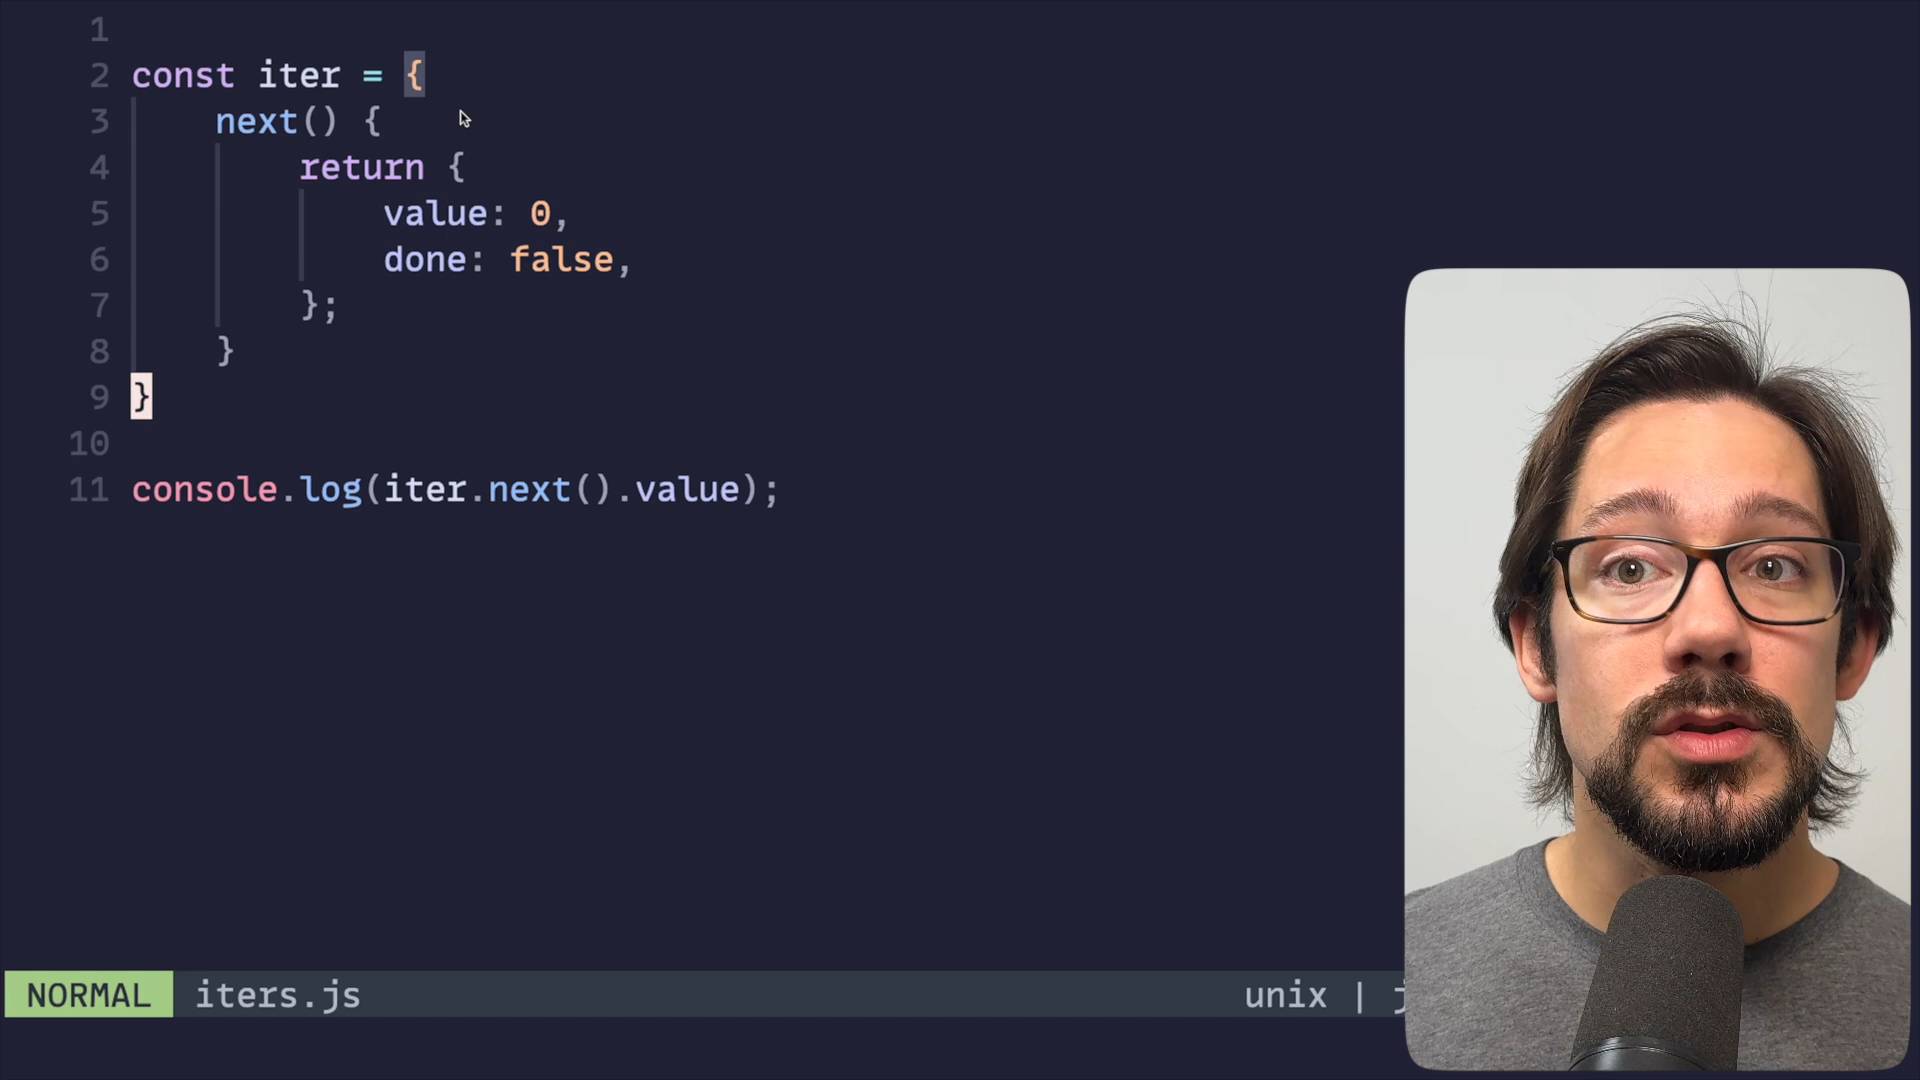 1
2 const iter = {
3 next() {
4 return {
5 value: 0,
6 done: false,
7 };
8 }
9 }
10
11 console.log(iter.next().value);
NORMAL iters.js unix |